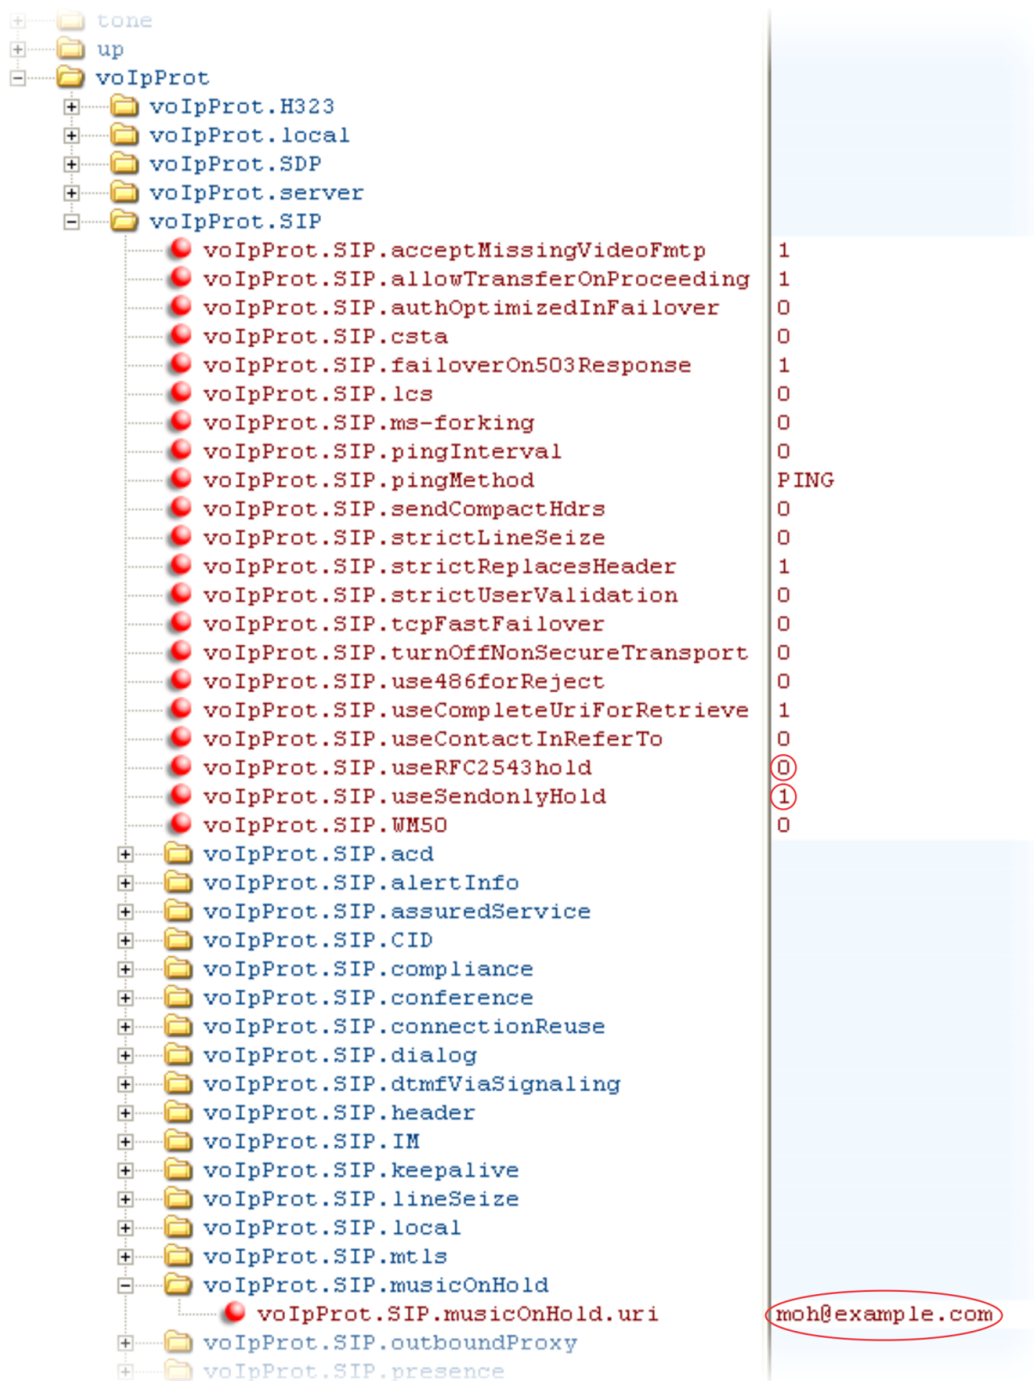 tone
up
voIpProt
voIpProt.H323
voIpProt.local
voIpProt.SDP
voIpProt.server
voIpProt.SIP
voIpProt.SIP.acceptMissingVideoFmtp 1
voIpProt.SIP.allowTransferOnProceeding 1
voIpProt.SIP.authOptimizedInFailover 0
voIpProt.SIP.csta 0
voIpProt.SIP.failoverOn503Response 1
voIpProt.SIP.lcs 0
voIpProt.SIP.ms-forking 0
voIpProt.SIP.pingInterval 0
voIpProt.SIP.pingMethod PING
voIpProt.SIP.sendCompactHdrs 0
voIpProt.SIP.strictLineSeize 0
voIpProt.SIP.strictReplacesHeader 1
voIpProt.SIP.strictUserValidation 0
voIpProt.SIP.tcpFastFailover 0
voIpProt.SIP.turnOffNonSecureTransport 0
voIpProt.SIP.use486forReject 0
voIpProt.SIP.useCompleteUriForRetrieve 1
voIpProt.SIP.useContactInReferTo 0
voIpProt.SIP.useRFC2543hold 0
voIpProt.SIP.useSendonlyHold 1
voIpProt.SIP.WM50 0
voIpProt.SIP.acd
voIpProt.SIP.alertInfo
voIpProt.SIP.assuredService
voIpProt.SIP.CID
voIpProt.SIP.compliance
voIpProt.SIP.conference
voIpProt.SIP.connectionReuse
voIpProt.SIP.dialog
voIpProt.SIP.dtmfViaSignaling
voIpProt.SIP.header
voIpProt.SIP.IM
voIpProt.SIP.keepalive
voIpProt.SIP.lineSeize
voIpProt.SIP.local
voIpProt.SIP.mtls
voIpProt.SIP.musicOnHold
voIpProt.SIP.musicOnHold.uri moh@example.com
voIpProt.SIP.outboundProxy
voIpProt.SIP.presence